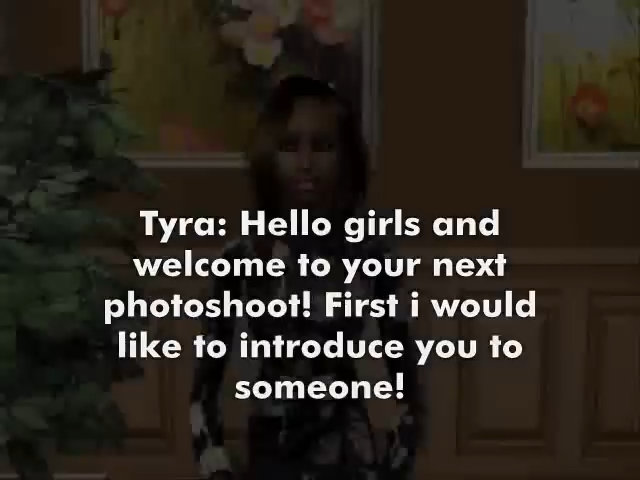 Tyra: Hello girls and
welcome to your next
photoshoot! First i would
like to introduce you to
someone!